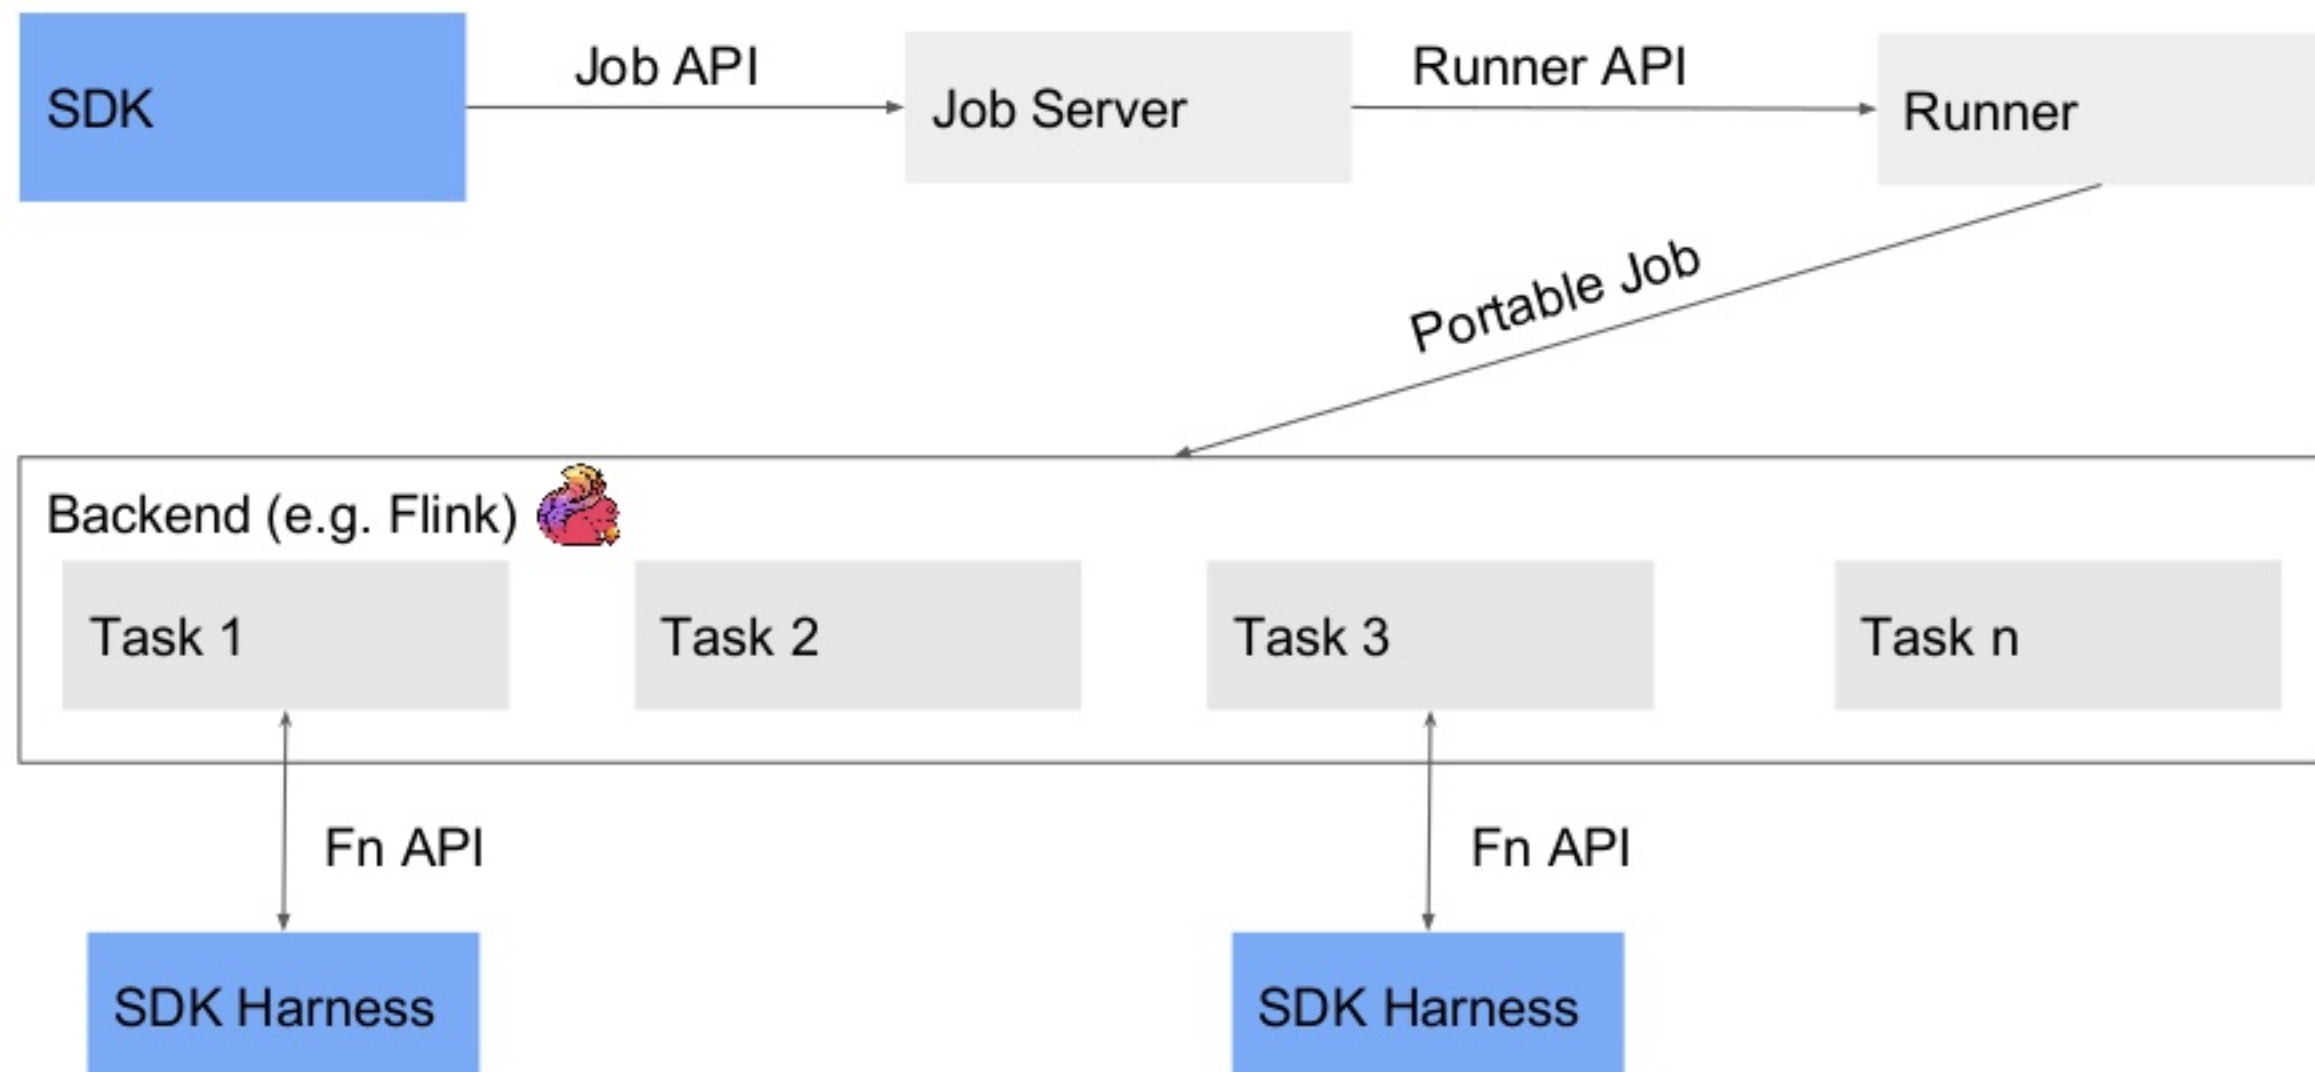 SDK
Job API
Job Server
Runner API
Runner
Portable Job
Backend (e.g. Flink)
Task 1
Task 2
Task 3
Task n
Fn API
Fn API
SDK Harness
SDK Harness